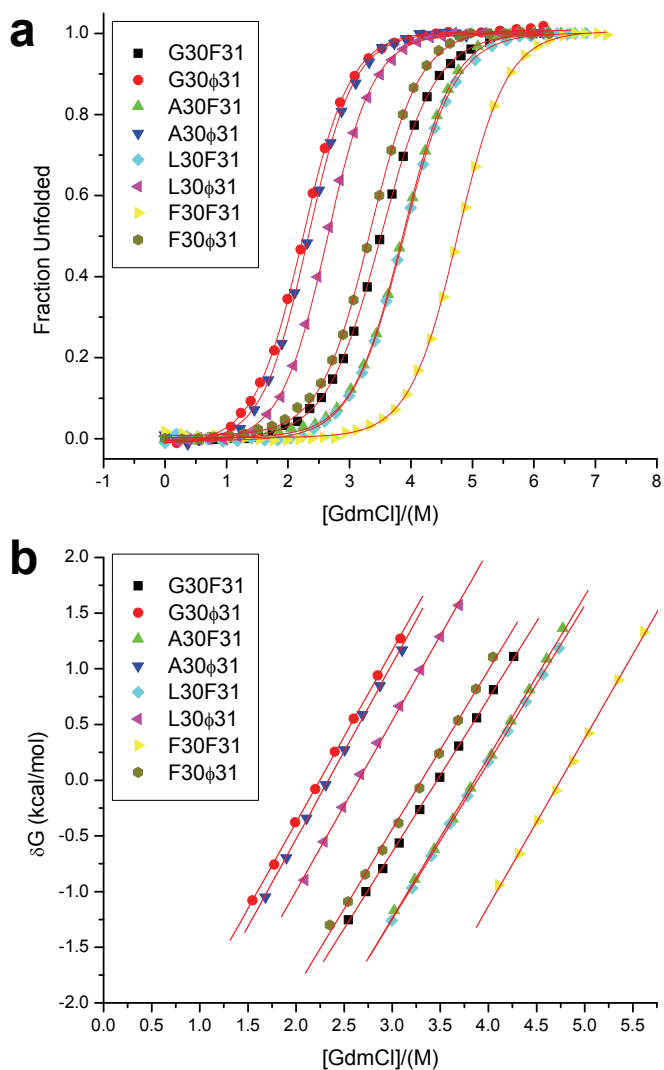 a
1.0
0.8
0.6
0.4
0.2
0.0
Fraction Unfolded
G30F31
G30ϕ31
A30F31
A30ϕ31
L30F31
L30ϕ31
F30F31
F30ϕ31
-1 0 1 2 3 4 5 6 7 8
[GdmCl]/(M)
b
2.0
1.5
1.0
0.5
0.0
-0.5
-1.0
-1.5
-2.0
δG (kcal/mol)
G30F31
G30ϕ31
A30F31
A30ϕ31
L30F31
L30ϕ31
F30F31
F30ϕ31
0.0 0.5 1.0 1.5 2.0 2.5 3.0 3.5 4.0 4.5 5.0 5.5
[GdmCl]/(M)